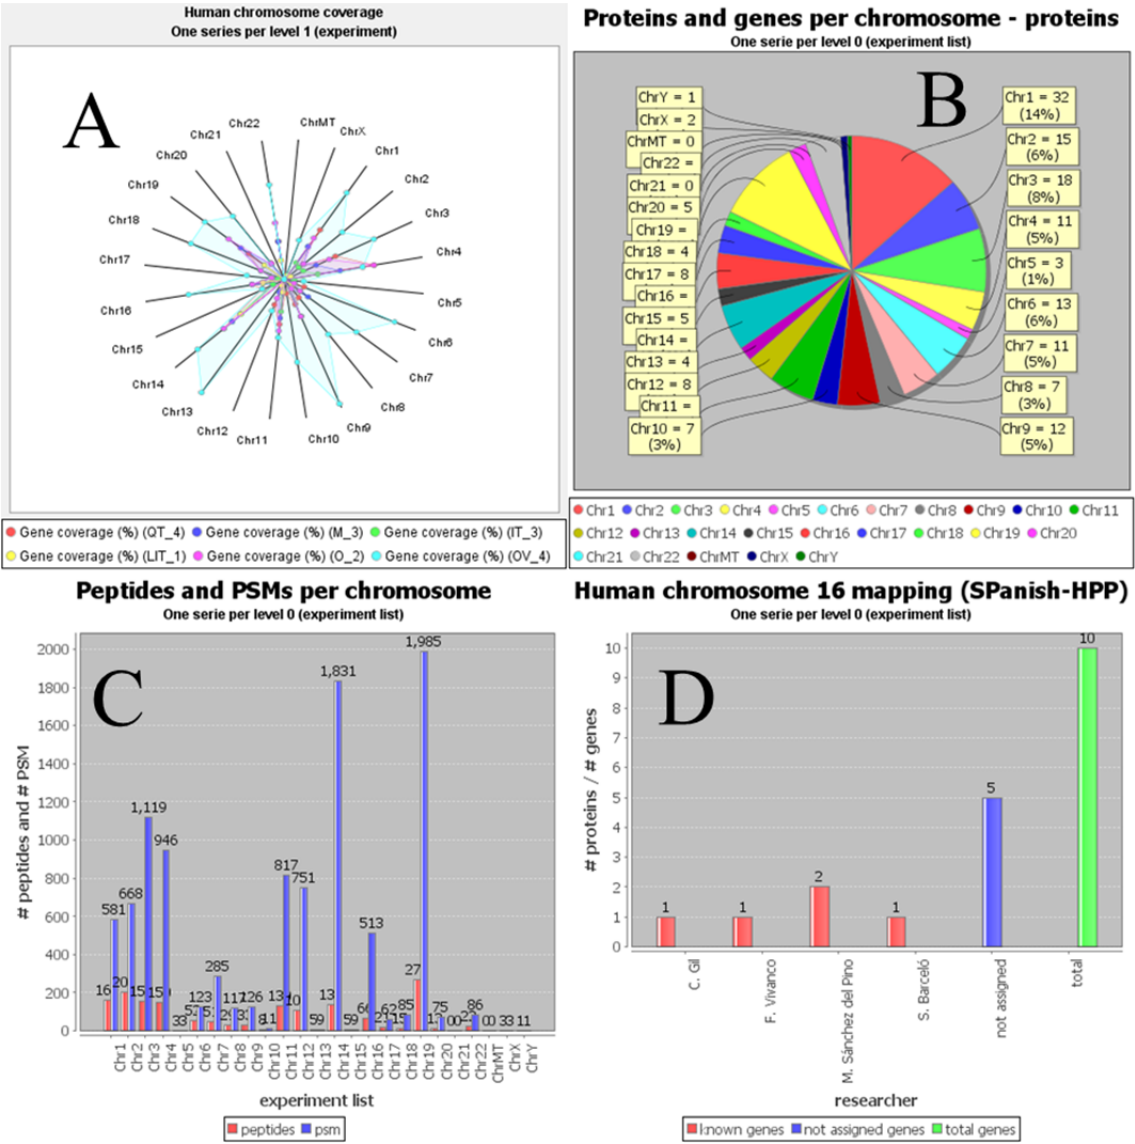 Human chromosome coverage
One series per level 1 (experiment)
A
ChrMT
ChrX
Chr1
Chr2
Chr3
Chr4
Chr5
Chr6
Chr7
Chr8
Chr9
Chr10
Chr11
Chr12
Chr13
Chr14
Chr15
Chr16
Chr17
Chr18
Chr19
Chr20
Chr21
Chr22
Gene coverage (%) (QT_4) Gene coverage (%) (M_3) Gene coverage (%) (IT_3)
Gene coverage (%) (LIT_1) Gene coverage (%) (O_2) Gene coverage (%) (OV_4)
Proteins and genes per chromosome - proteins
One serie per level 0 (experiment list)
B
Chr1 = 32
(14%)
Chr2 = 15
(6%)
Chr3 = 18
(8%)
Chr4 = 11
(5%)
Chr5 = 3
(1%)
Chr6 = 13
(6%)
Chr7 = 11
(5%)
Chr8 = 7
(3%)
Chr9 = 12
(5%)
ChrY = 1
ChrX = 2
ChrMT = 0
Chr22 =
Chr21 = 0
Chr20 = 5
Chr19 =
Chr18 = 4
Chr17 = 8
Chr16 =
Chr15 = 5
Chr14 =
Chr13 = 4
Chr12 = 8
Chr11 =
Chr10 = 7
(3%)
Chr1 Chr2 Chr3 Chr4 Chr5 Chr6 Chr7 Chr8 Chr9 Chr10 Chr11
Chr12 Chr13 Chr14 Chr15 Chr16 Chr17 Chr18 Chr19 Chr20
Chr21 Chr22 ChrMT ChrX ChrY
Peptides and PSMs per chromosome
One serie per level 0 (experiment list)
C
# peptides and # PSM
2000
1800
1600
1400
1200
1000
800
600
400
200
0
581
668
1,119
946
33
123
285
117
126
817
751
59
1,831
59
513
85
1,985
75
00
86
00
33
11
Chr1
Chr2
Chr3
Chr4
Chr5
Chr6
Chr7
Chr8
Chr9
Chr10
Chr11
Chr12
Chr13
Chr14
Chr15
Chr16
Chr17
Chr18
Chr19
Chr20
Chr21
Chr22
ChrMT
ChrX
ChrY
experiment list
peptides psm
Human chromosome 16 mapping (SPanish-HPP)
One serie per level 0 (experiment list)
D
# proteins / # genes
10
9
8
7
6
5
4
3
2
1
0
1
1
2
1
5
10
C. Gil
F. Vivanco
M. Sánchez del Pino
S. Barceló
not assigned
total
researcher
known genes not assigned genes total genes